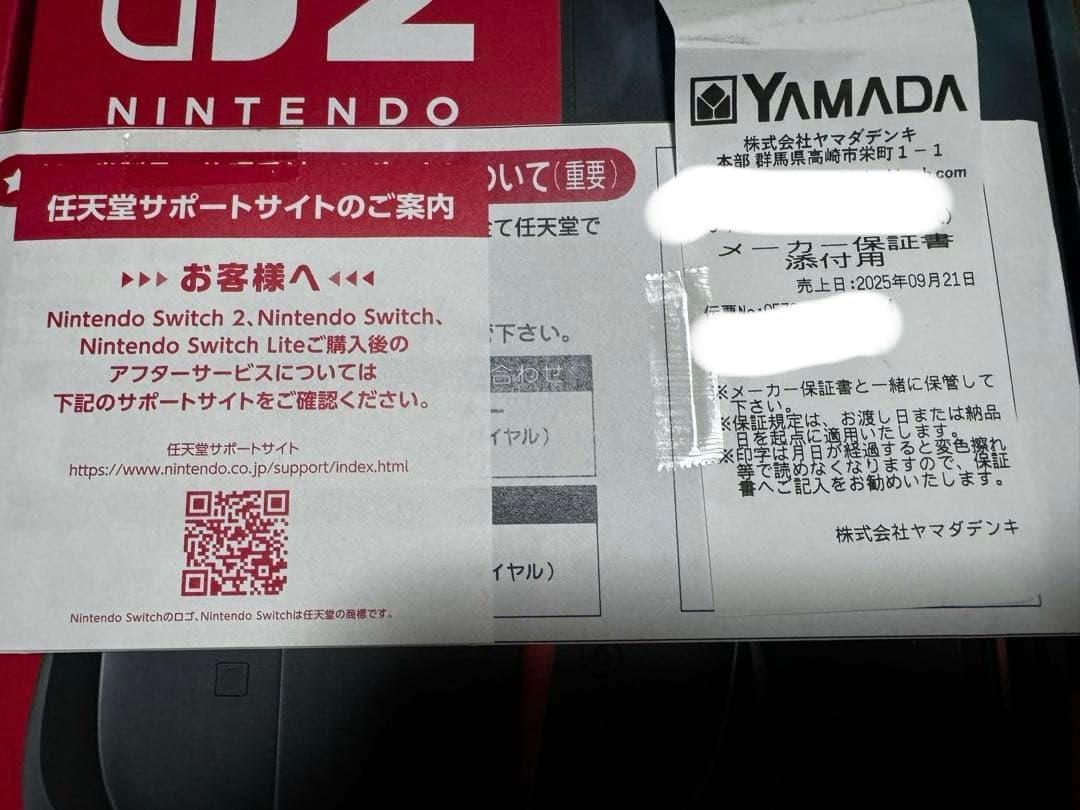 2
NINTENDO
ついて(重要)
任天堂サポートサイトのご案内
全て任天堂で
▸▸▸ お客様へ ◂◂◂
Nintendo Switch 2、Nintendo Switch、
Nintendo Switch Liteご購入後の
アフターサービスについては
下記のサポートサイトをご確認ください。
下さい。
合わせ
イヤル)
任天堂サポートサイト
https://www.nintendo.co.jp/support/index.html
イヤル)
Nintendo Switchのロゴ、Nintendo Switchは任天堂の商標です。
YAMADA
株式会社ヤマダデンキ
本部 群馬県高崎市栄町1-1
.com
メーカー保証書
添付用
売上日:2025年09月21日
伝票No:
※メーカー保証書と一緒に保管して
下さい。
※保証規定は、お渡し日または納品
日を起点に適用いたします。
※印字は月日が経過すると変色擦れ
等で読めなくなりますので、保証
書へご記入をお勧めいたします。
株式会社ヤマダデンキ